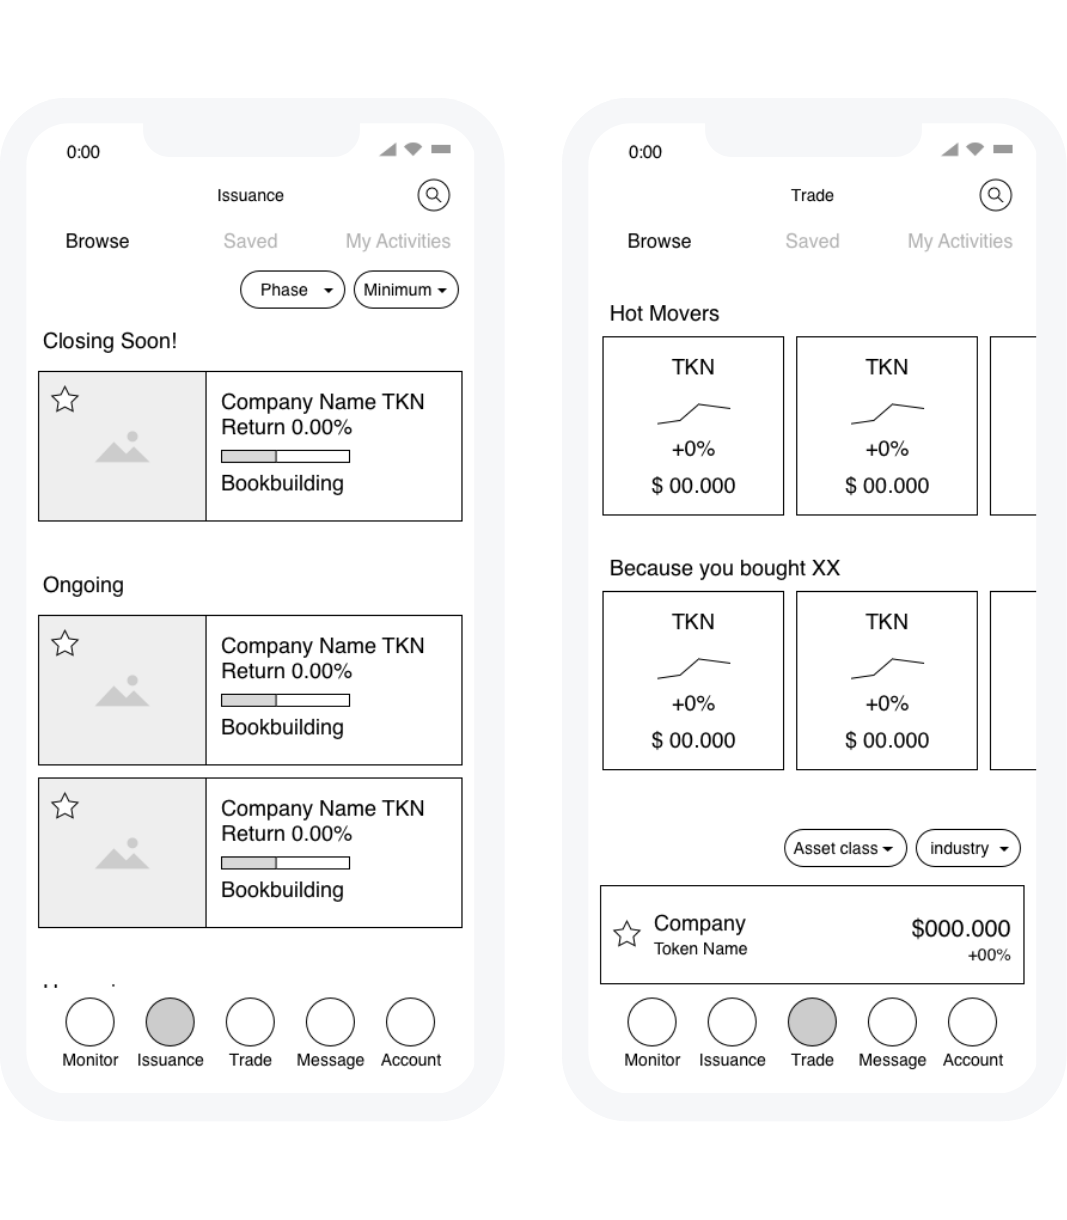 0:00
Issuance
Browse Saved My Activities
Phase Minimum
Closing Soon!
Company Name TKN
Return 0.00%
Bookbuilding
Ongoing
Company Name TKN
Return 0.00%
Bookbuilding
Company Name TKN
Return 0.00%
Bookbuilding
Monitor Issuance Trade Message Account
0:00
Trade
Browse Saved My Activities
Hot Movers
TKN TKN
+0% +0%
$ 00.000 $ 00.000
Because you bought XX
TKN TKN
+0% +0%
$ 00.000 $ 00.000
Asset class industry
Company $000.000
Token Name +00%
Monitor Issuance Trade Message Account